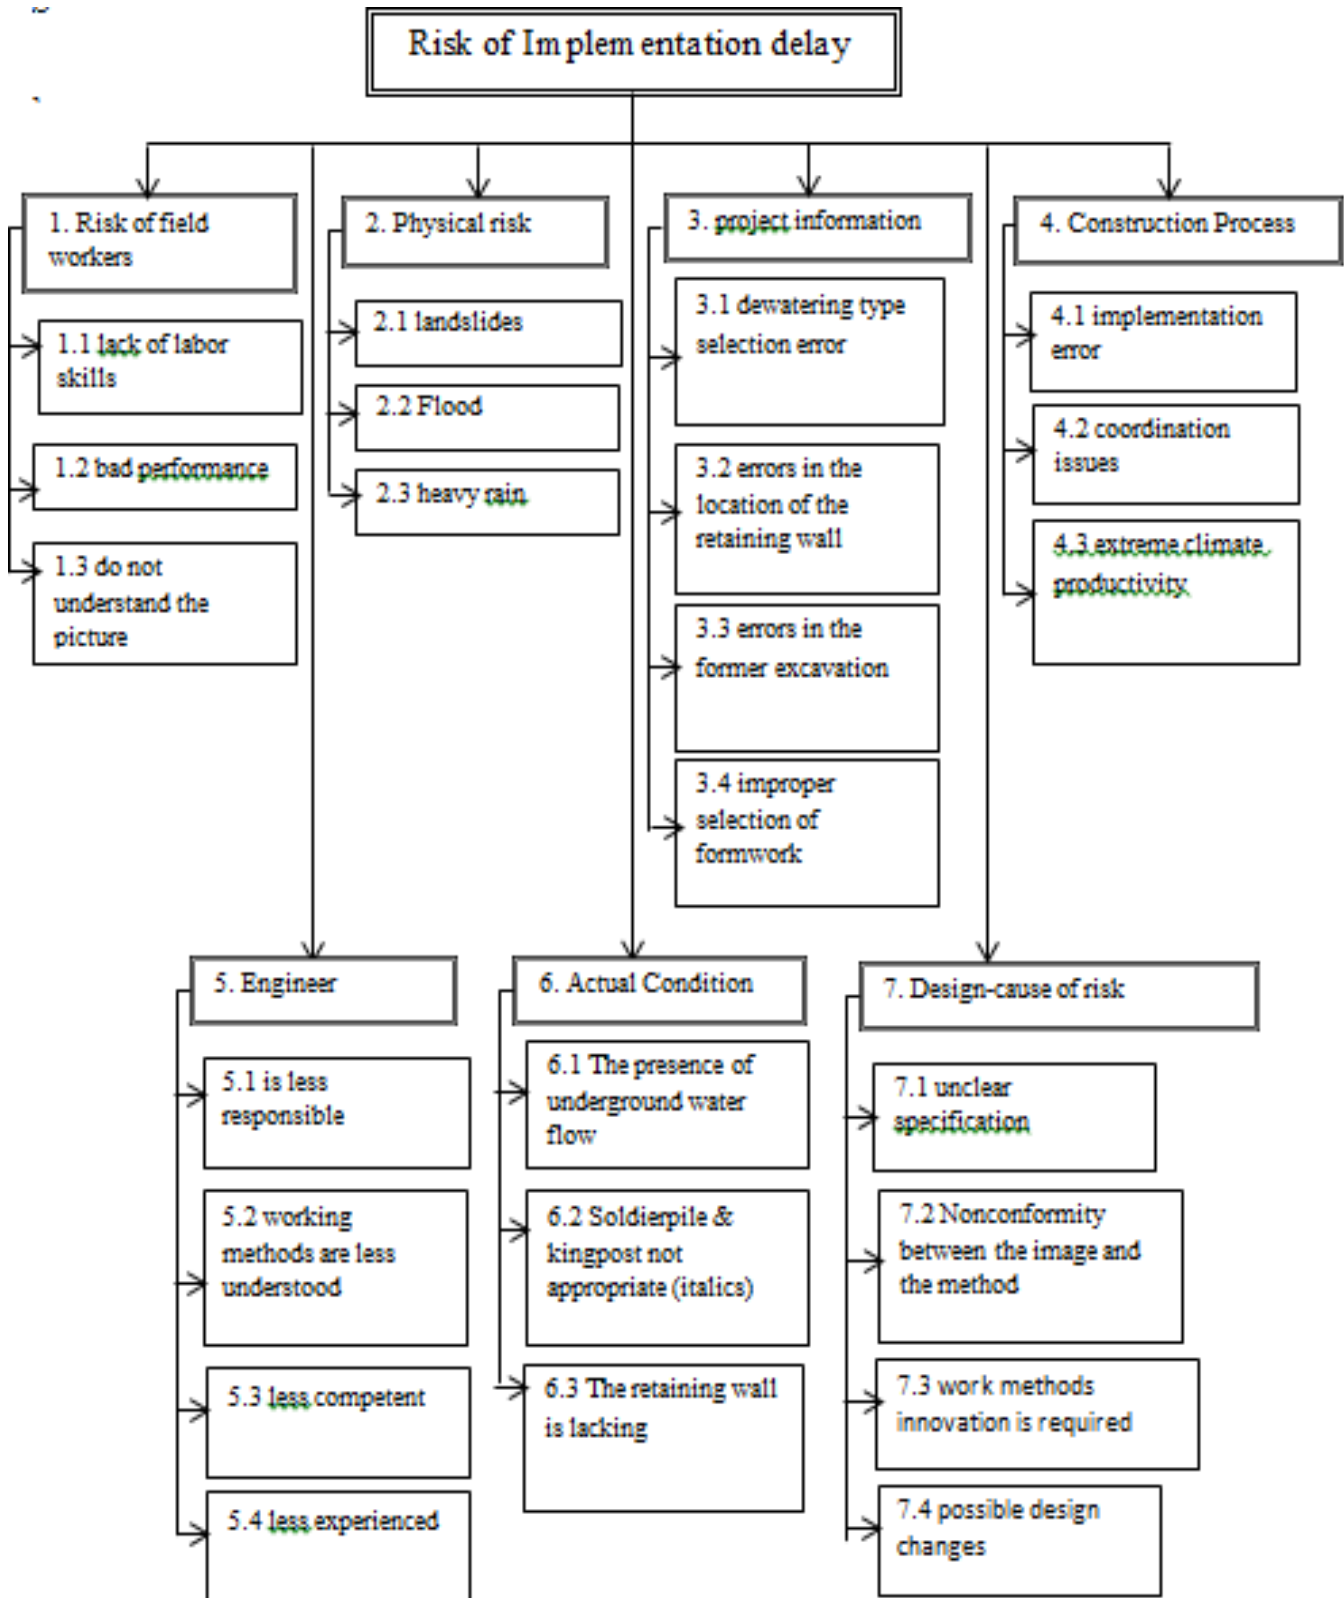 Risk of Implementation delay
1. Risk of field
workers
1.1 lack of labor
skills
1.2 bad performance
1.3 do not
understand the
picture
2. Physical risk
2.1 landslides
2.2 Flood
2.3 heavy rain
3. project information
3.1 dewatering type
selection error
3.2 errors in the
location of the
retaining wall
3.3 errors in the
former excavation
3.4 improper
selection of
formwork
4. Construction Process
4.1 implementation
error
4.2 coordination
issues
4.3 extreme climate
productivity
5. Engineer
5.1 is less
responsible
5.2 working
methods are less
understood
5.3 less competent
5.4 less experienced
6. Actual Condition
6.1 The presence of
underground water
flow
6.2 Soldierpile &
kingpost not
appropriate (italics)
6.3 The retaining wall
is lacking
7. Design-cause of risk
7.1 unclear
specification
7.2 Nonconformity
between the image and
the method
7.3 work methods
innovation is required
7.4 possible design
changes